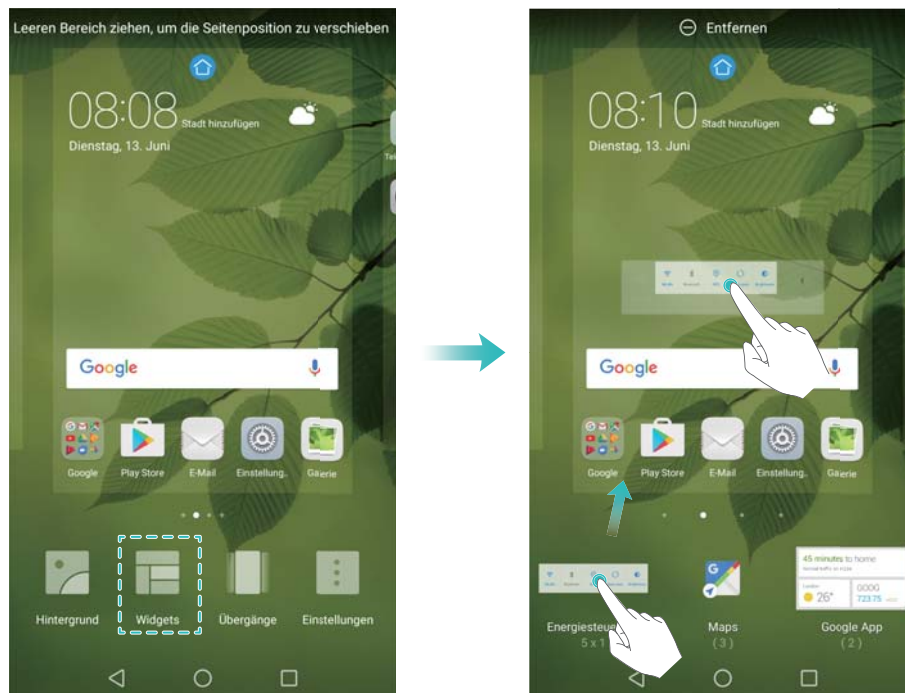 Leeren Bereich ziehen, um die Seitenposition zu verschieben
08:08
Stadt hinzufügen
Dienstag, 13. Juni
Google
Google
Play Store
E-Mail
Einstellung..
Galerie
Hintergrund
Widgets
Übergänge
Einstellungen
Entfernen
08:10
Stadt hinzufügen
Dienstag, 13. Juni
Google
Google
Play Store
E-Mail
Einstellung..
Galerie
45 minutes to home
26°
723.75
Energiesteue
Maps
Google App
5 x 1
(3)
(2)